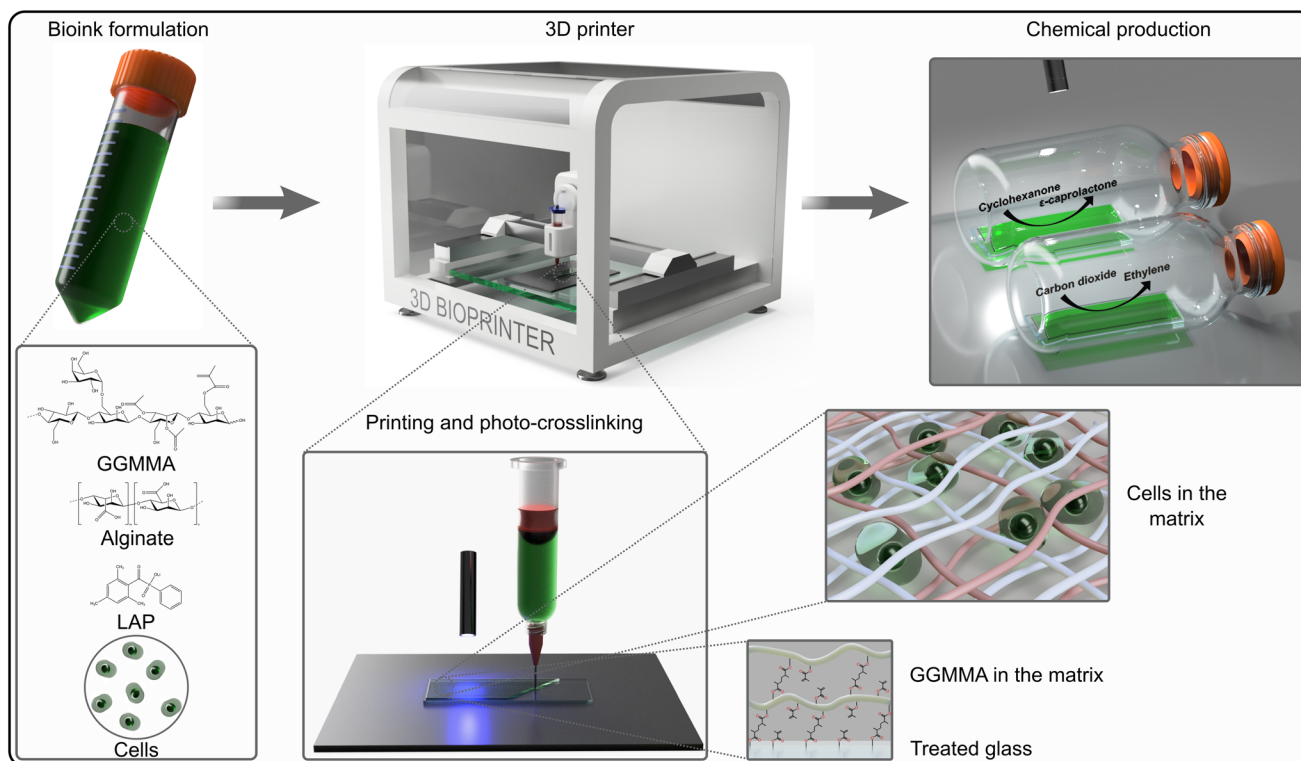 Bioink formulation
3D printer
Chemical production
3D BIOPRINTER
Cyclohexanone
ε-caprolactone
Carbon dioxide
Ethylene
GGMMA
Alginate
LAP
Cells
Printing and photo-crosslinking
Cells in the
matrix
GGMMA in the matrix
Treated glass